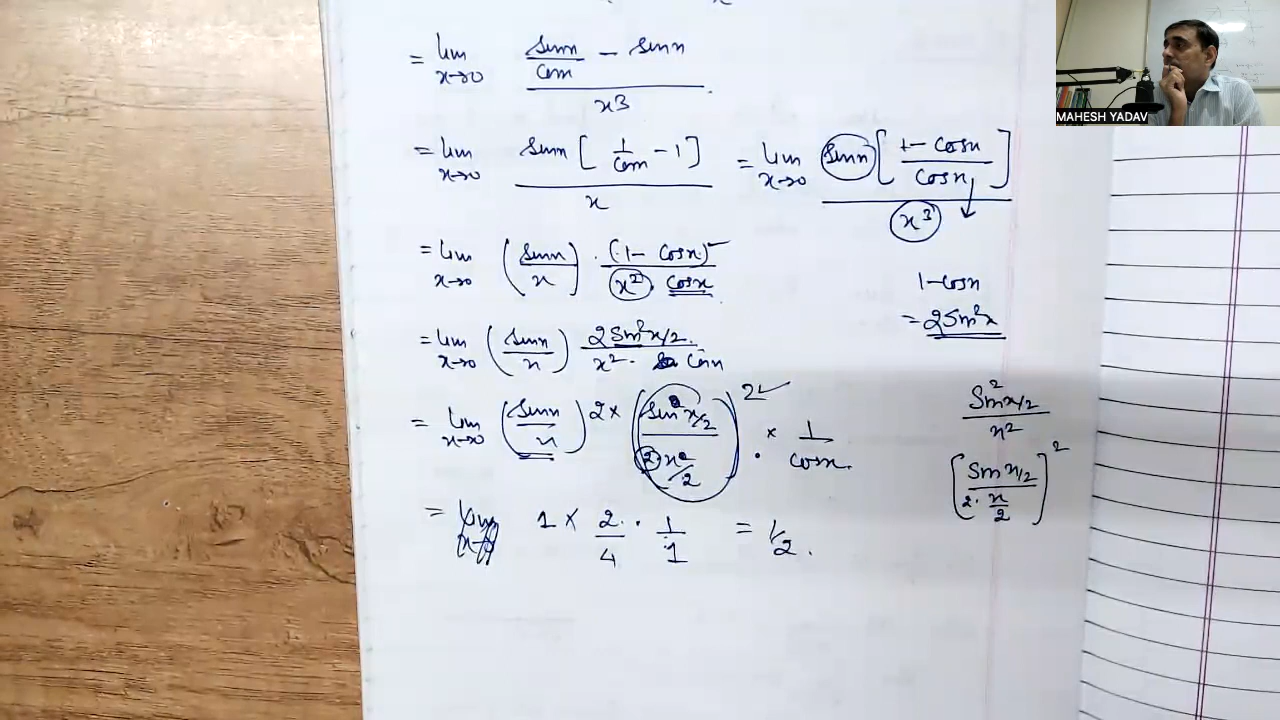 = lim x→0 (sinx/cosx − sinx)/x3
= lim x→0 sinx [1/cosx − 1]/x = lim x→0 sinx [(1 − cosx)/cosx]/x3
= lim x→0 (sinx/x) · (1 − cosx)/(x2 · cosx)
1−cosx
= 2Sin2x
= lim x→0 (sinx/x) 2Sin2x/2/(x2 · cosx)
Sin2x/2/x2
= lim x→0 (sinx/x) 2 × (sin x/2/(2·x/2))2 · × 1/cosx
[Sin x/2/(2·x/2)]2
= 1 × 2/4 · 1/1 = 1/2.
MAHESH YADAV